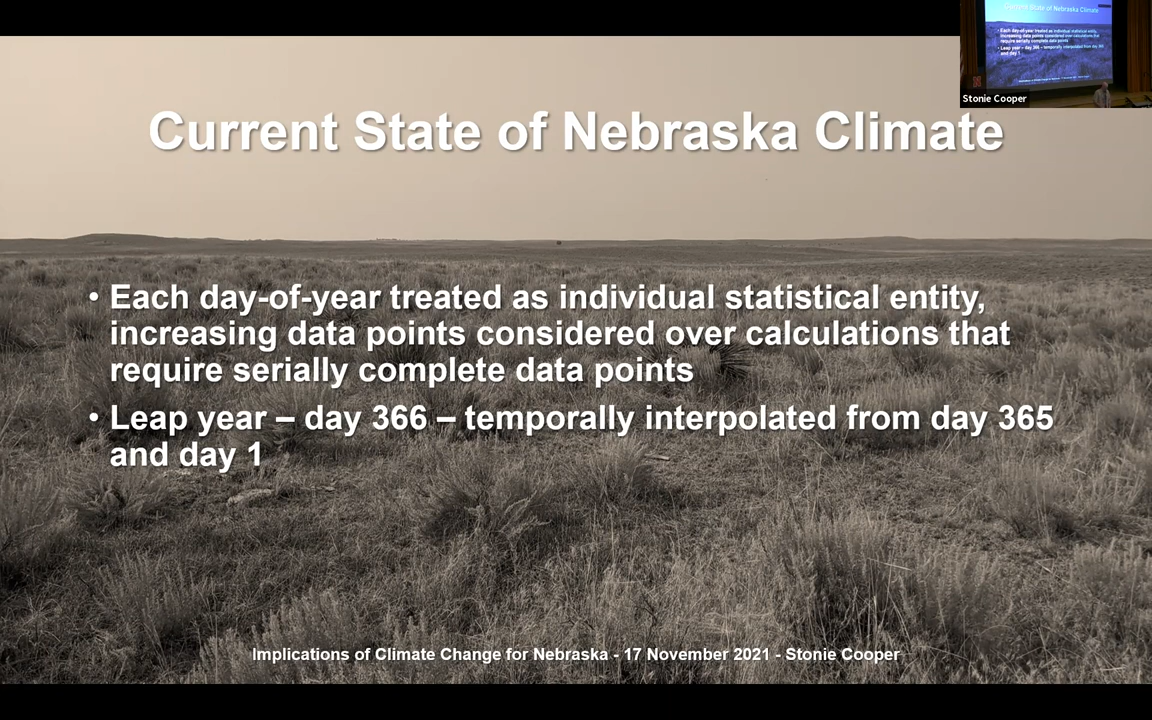 Current State of Nebraska Climate
Stonie Cooper
• Each day-of-year treated as individual statistical entity,
increasing data points considered over calculations that
require serially complete data points
• Leap year – day 366 – temporally interpolated from day 365
and day 1
Implications of Climate Change for Nebraska - 17 November 2021 - Stonie Cooper